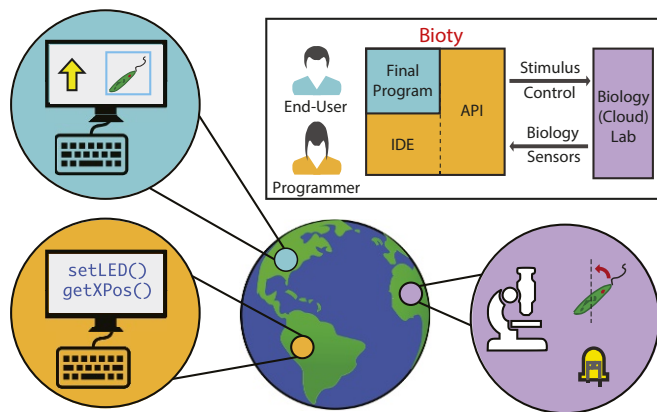 Bioty
End-User
Programmer
Final
Program
IDE
API
Stimulus
Control
Biology
Sensors
Biology
(Cloud)
Lab
setLED()
getXPos()